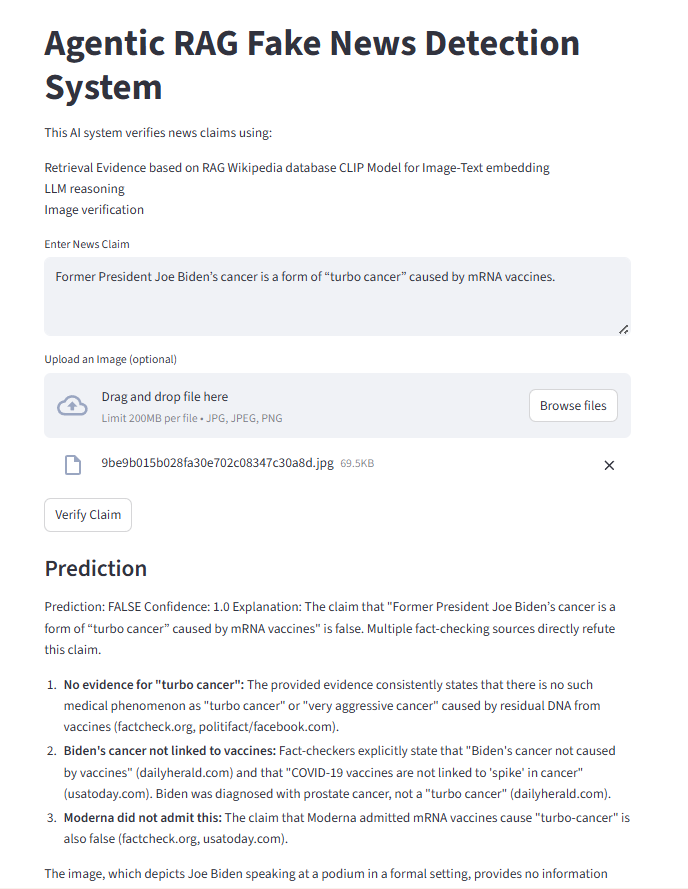 Agentic RAG Fake News Detection
System
This AI system verifies news claims using:
Retrieval Evidence based on RAG Wikipedia database CLIP Model for Image-Text embedding
LLM reasoning
Image verification
Enter News Claim
Former President Joe Biden’s cancer is a form of “turbo cancer” caused by mRNA vaccines.
Upload an Image (optional)
Drag and drop file here
Limit 200MB per file • JPG, JPEG, PNG
Browse files
9be9b015b028fa30e702c08347c30a8d.jpg 69.5KB
Verify Claim
Prediction
Prediction: FALSE Confidence: 1.0 Explanation: The claim that "Former President Joe Biden’s cancer is a
form of “turbo cancer” caused by mRNA vaccines" is false. Multiple fact-checking sources directly refute
this claim.
1. No evidence for "turbo cancer": The provided evidence consistently states that there is no such
medical phenomenon as "turbo cancer" or "very aggressive cancer" caused by residual DNA from
vaccines (factcheck.org, politifact/facebook.com).
2. Biden's cancer not linked to vaccines: Fact-checkers explicitly state that "Biden's cancer not caused
by vaccines" (dailyherald.com) and that "COVID-19 vaccines are not linked to 'spike' in cancer"
(usatoday.com). Biden was diagnosed with prostate cancer, not a "turbo cancer" (dailyherald.com).
3. Moderna did not admit this: The claim that Moderna admitted mRNA vaccines cause "turbo-cancer" is
also false (factcheck.org, usatoday.com).
The image, which depicts Joe Biden speaking at a podium in a formal setting, provides no information